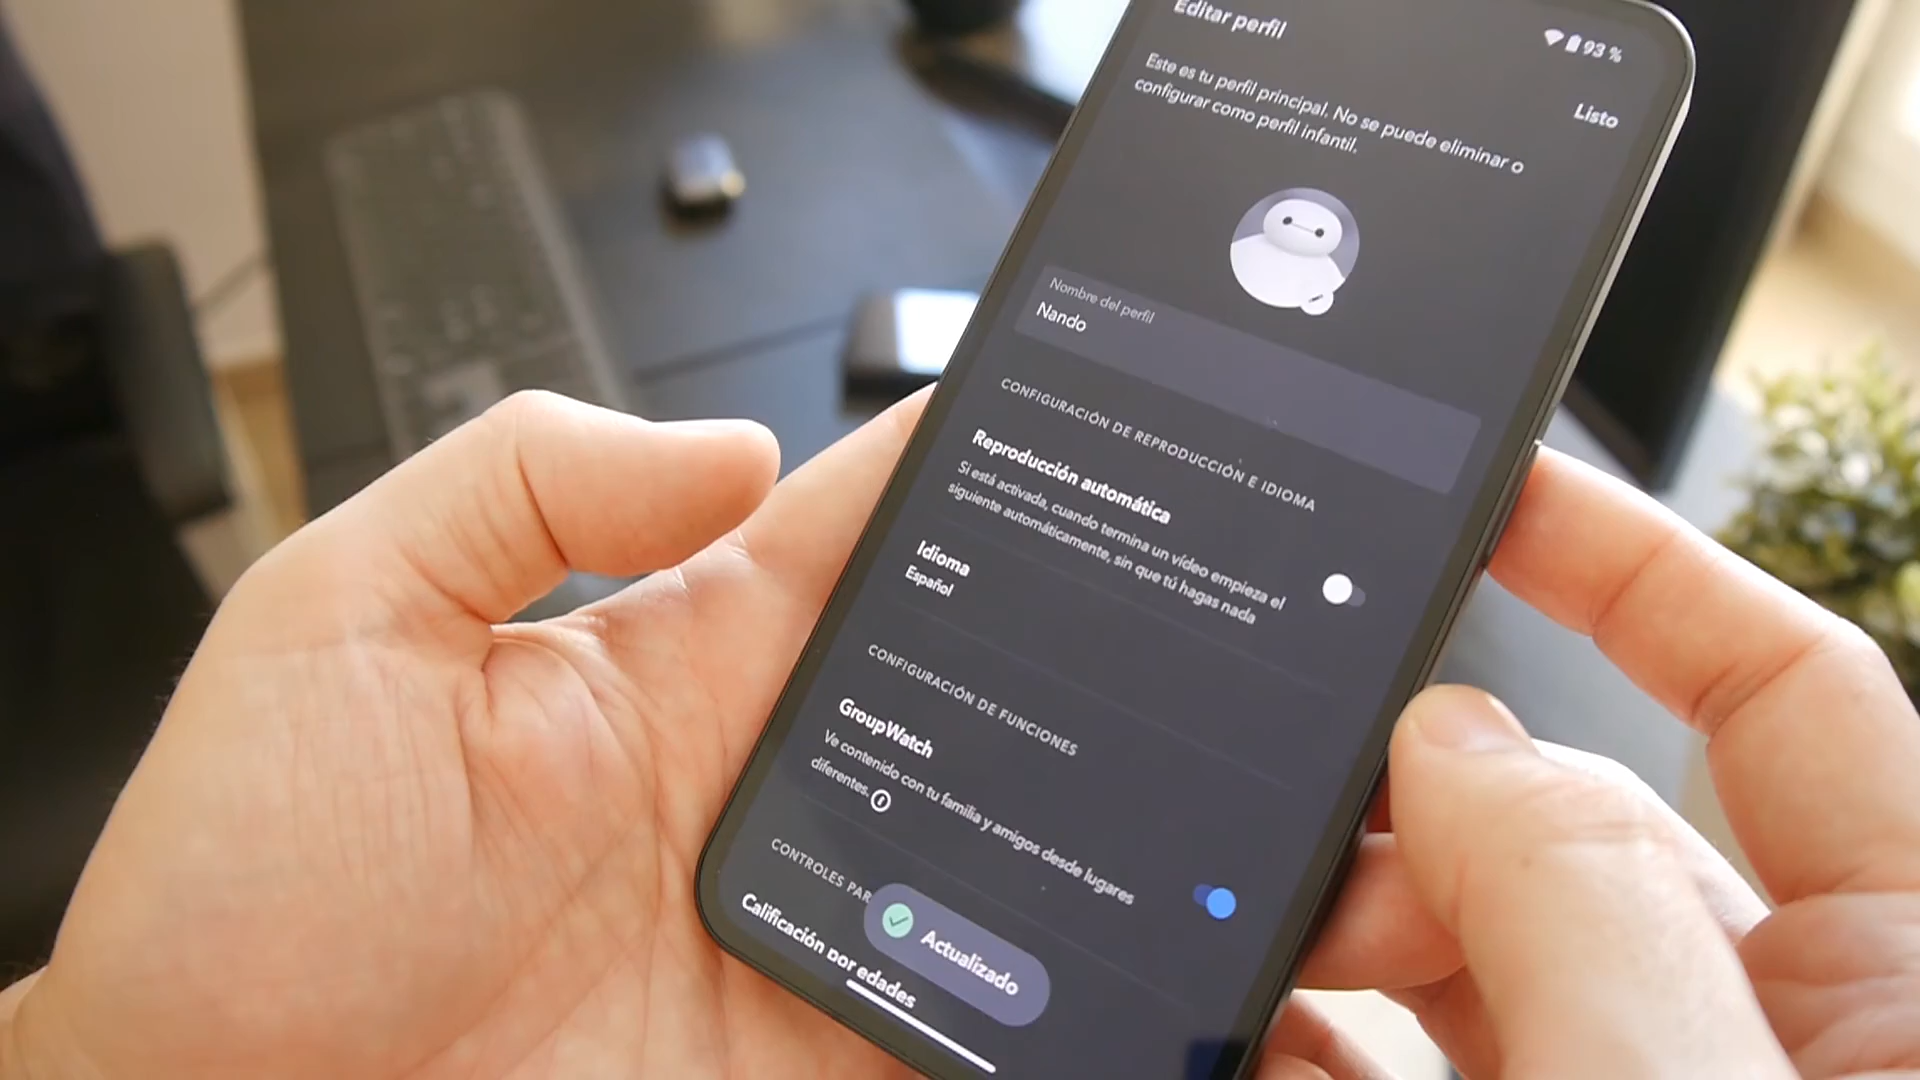 Editar perfil
93 %
Listo
Este es tu perfil principal. No se puede eliminar o
configurar como perfil infantil.
Nombre del perfil
Nando
CONFIGURACIÓN DE REPRODUCCIÓN E IDIOMA
Reproducción automática
Si está activada, cuando termina un vídeo empieza el
siguiente automáticamente, sin que tú hagas nada
Idioma
Español
CONFIGURACIÓN DE FUNCIONES
GroupWatch
Ve contenido con tu familia y amigos desde lugares
diferentes.
CONTROLES PAR
Actualizado
Calificación por edades